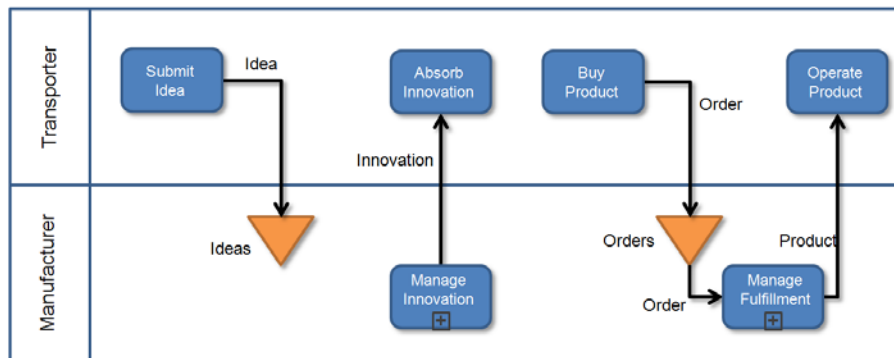 Transporter
Submit
Idea
Idea
Absorb
Innovation
Innovation
Buy
Product
Order
Operate
Product
Manufacturer
Ideas
Manage
Innovation
Orders
Order
Manage
Fulfillment
Product